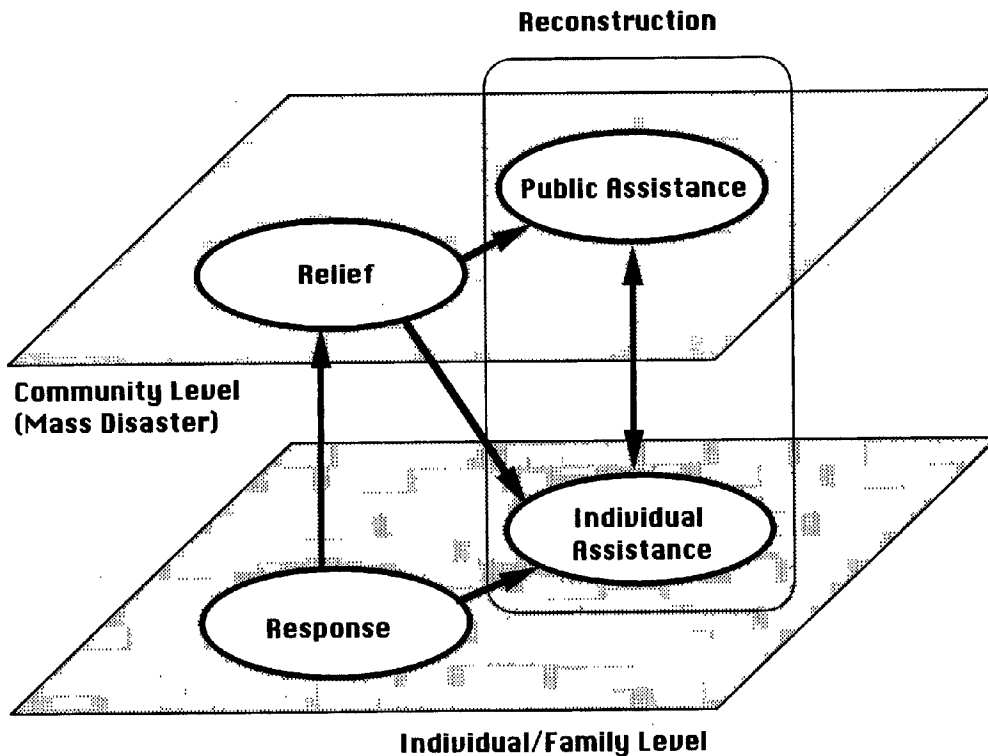 Reconstruction
Public Assistance
Relief
Community Level
(Mass Disaster)
Individual
Assistance
Response
Individual/Family Level